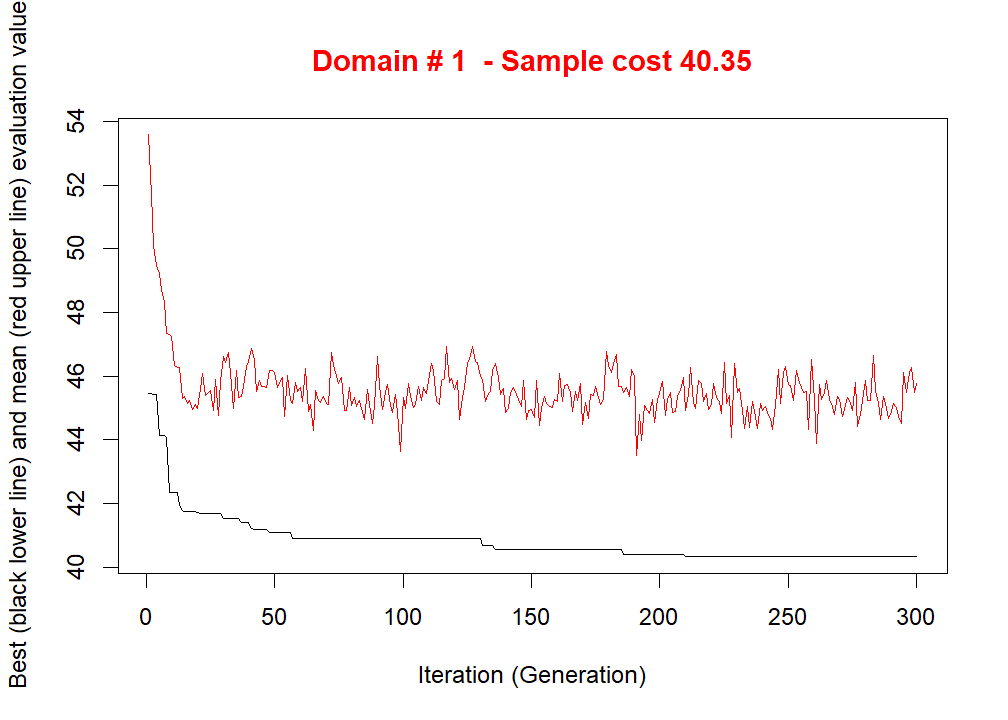 Domain # 1  - Sample cost 40.35
Best (black lower line) and mean (red upper line) evaluation value
54
52
50
48
46
44
42
40
0 50 100 150 200 250 300
Iteration (Generation)